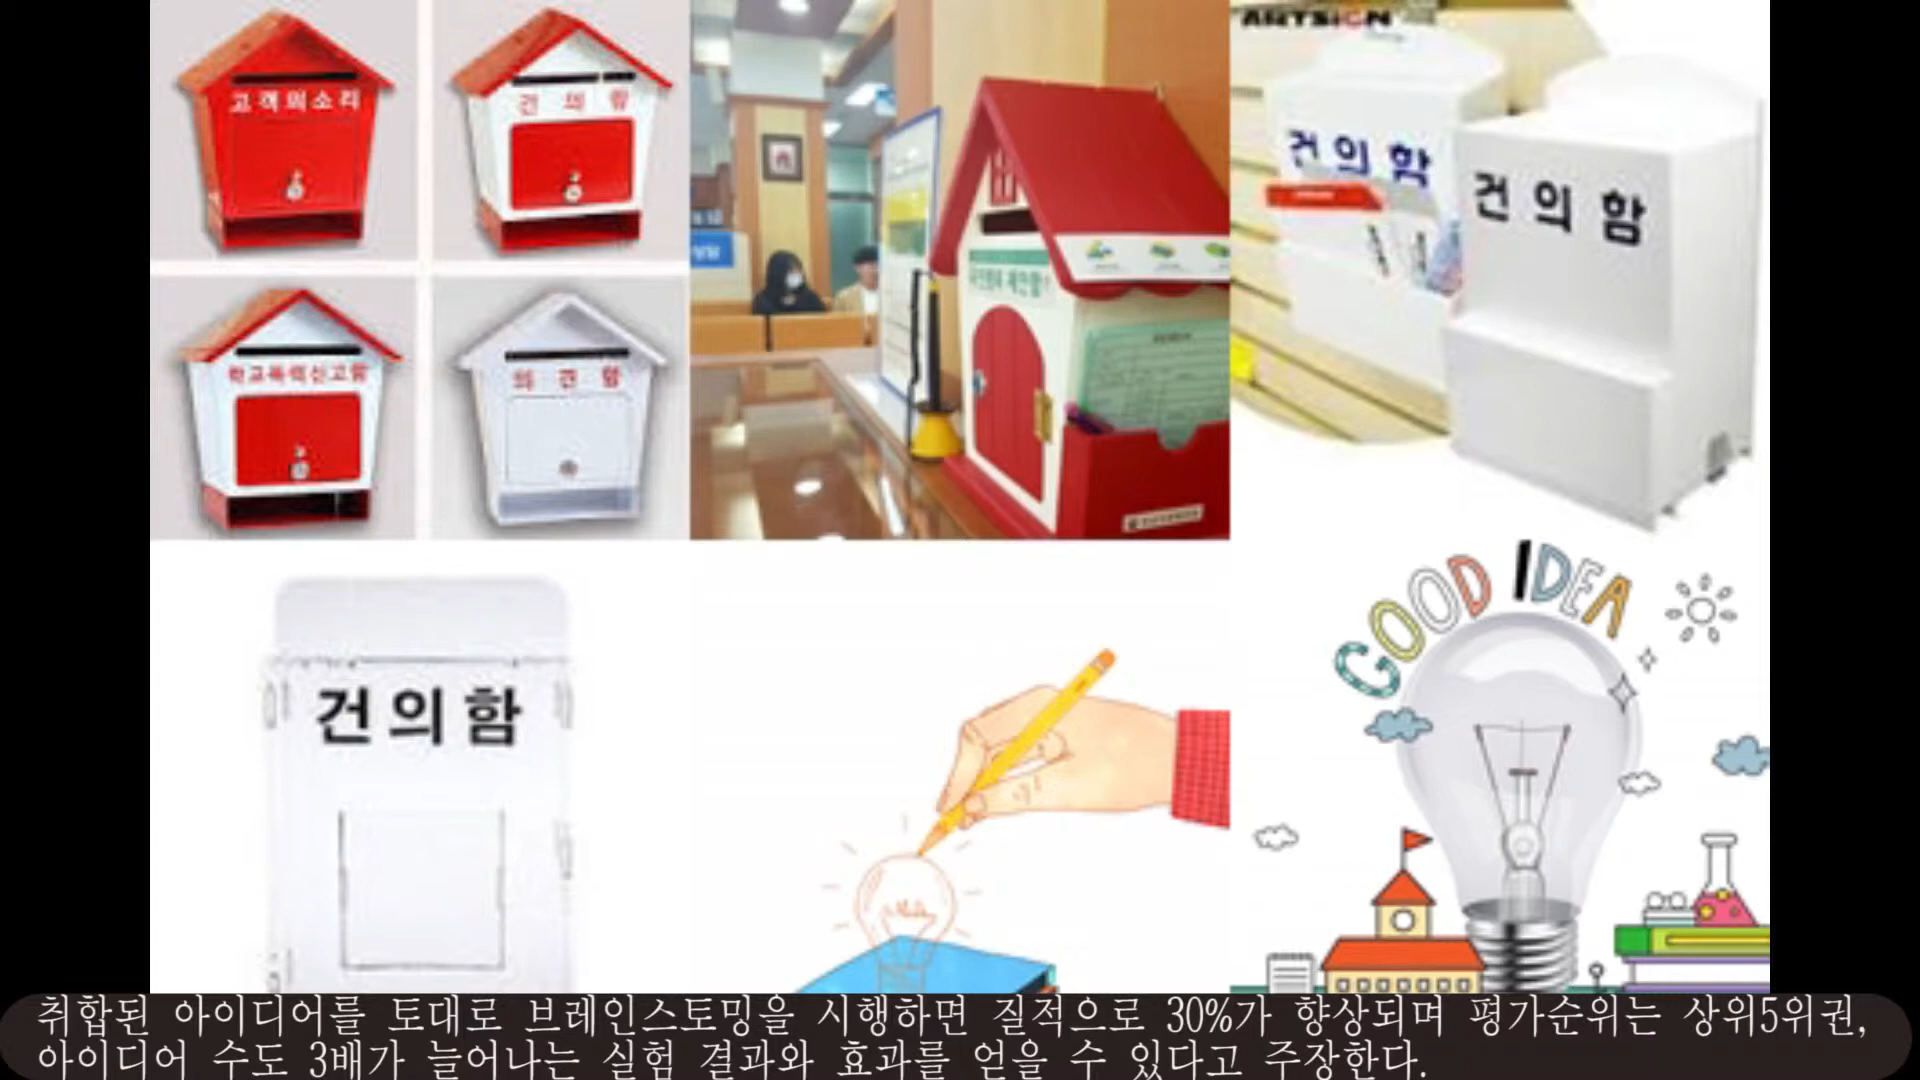 고객의소리
건 의 함
학교폭력신고함
의 견 함
ARTSIGN
건 의 함
건 의 함
건의함
GOOD IDEA
취합된 아이디어를 토대로 브레인스토밍을 시행하면 질적으로 30%가 향상되며 평가순위는 상위5위권,
아이디어 수도 3배가 늘어나는 실험 결과와 효과를 얻을 수 있다고 주장한다.